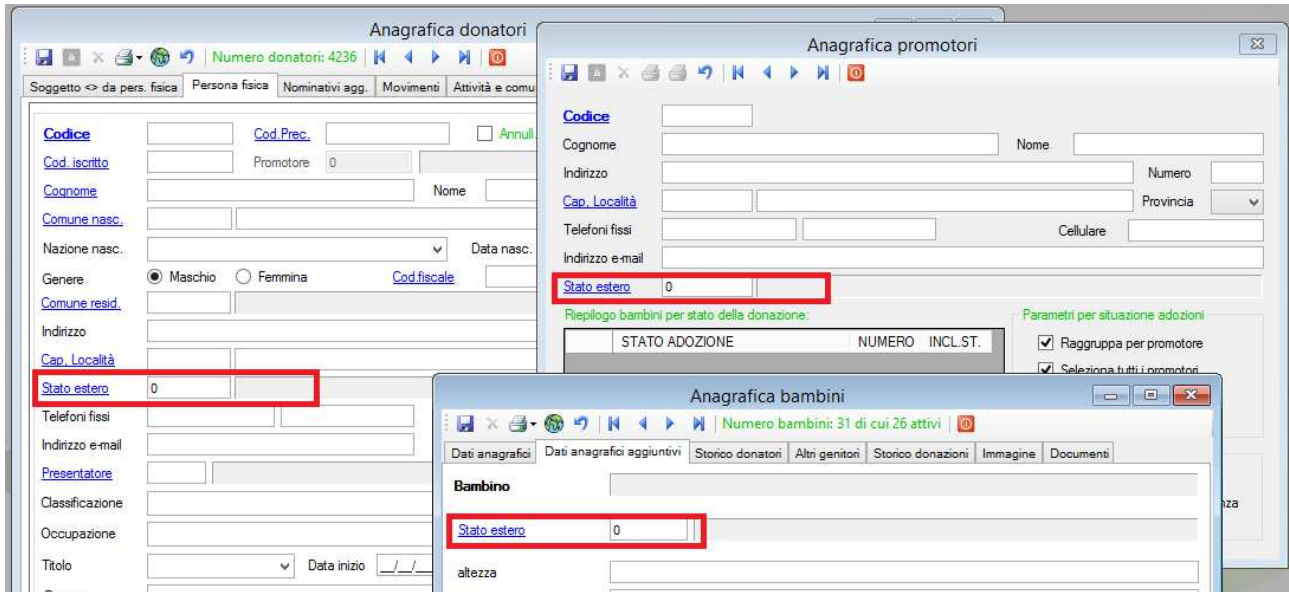 Anagrafica donatori
Numero donatori: 4236
Soggetto <> da pers. fisica Persona fisica Nominativi agg. Movimenti Attività e comu
Codice Cod.Prec. Annull
Cod. iscritto Promotore 0
Cognome Nome
Comune nasc.
Nazione nasc. Data nasc.
Genere Maschio Femmina Cod.fiscale
Comune resid.
Indirizzo
Cap, Località
Stato estero 0
Telefoni fissi
Indirizzo e-mail
Presentatore
Classificazione
Occupazione
Titolo Data inizio __/__/
Anagrafica promotori
Codice
Cognome Nome
Indirizzo Numero
Cap, Località Provincia
Telefoni fissi Cellulare
Indirizzo e-mail
Stato estero 0
Riepilogo bambini per stato della donazione: Parametri per situazione adozioni
STATO ADOZIONE NUMERO INCL.ST. Raggruppa per promotore
Seleziona tutti i promotori
nza
Anagrafica bambini
Numero bambini: 31 di cui 26 attivi
Dati anagrafici Dati anagrafici aggiuntivi Storico donatori Altri genitori Storico donazioni Immagine Documenti
Bambino
Stato estero 0
altezza